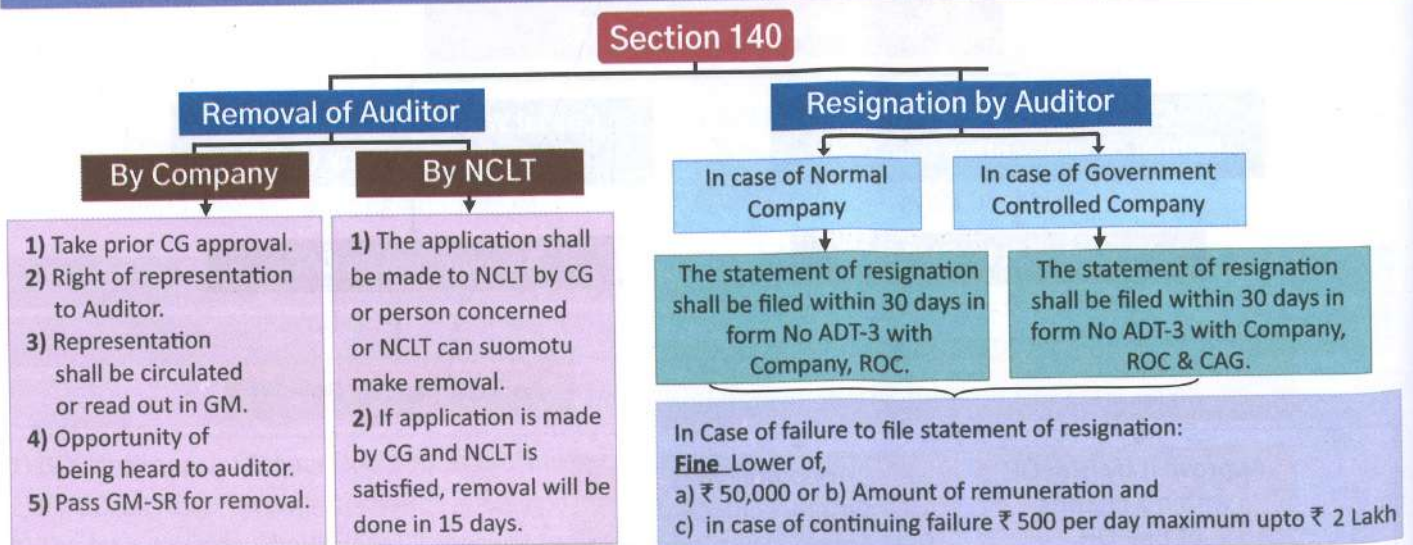 Section 140
Removal of Auditor
By Company
1) Take prior CG approval.
2) Right of representation
to Auditor.
3) Representation
shall be circulated
or read out in GM.
4) Opportunity of
being heard to auditor.
5) Pass GM-SR for removal.
By NCLT
1) The application shall
be made to NCLT by CG
or person concerned
or NCLT can suomotu
make removal.
2) If application is made
by CG and NCLT is
satisfied, removal will be
done in 15 days.
Resignation by Auditor
In case of Normal
Company
The statement of resignation
shall be filed within 30 days in
form No ADT-3 with
Company, ROC.
In case of Government
Controlled Company
The statement of resignation
shall be filed within 30 days in
form No ADT-3 with Company,
ROC & CAG.
In Case of failure to file statement of resignation:
Fine Lower of,
a) ₹ 50,000 or b) Amount of remuneration and
c) in case of continuing failure ₹ 500 per day maximum upto ₹ 2 Lakh